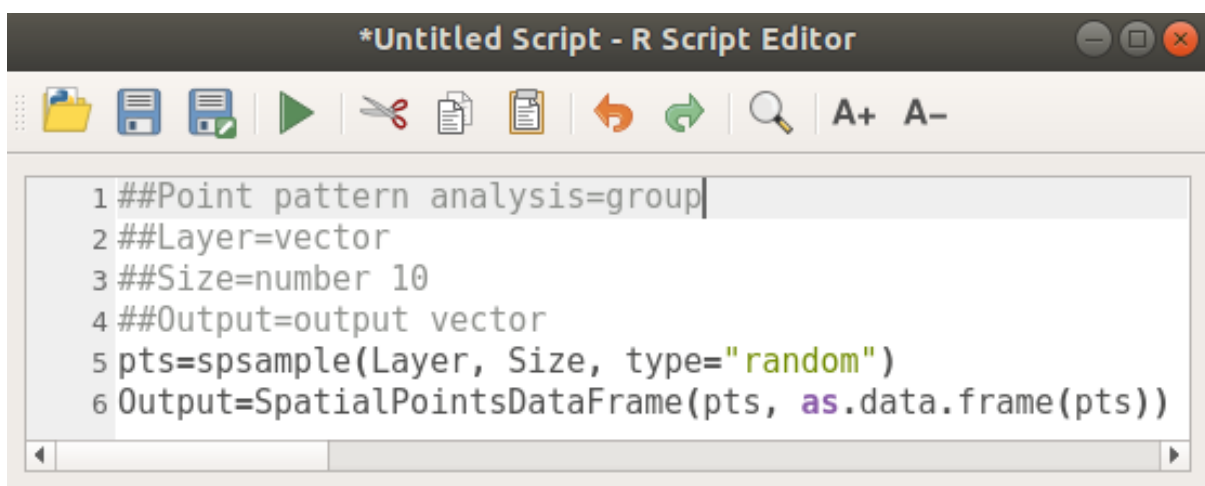 *Untitled Script - R Script Editor
A+ A-
1 ##Point pattern analysis=group
2 ##Layer=vector
3 ##Size=number 10
4 ##Output=output vector
5 pts=spsample(Layer, Size, type="random")
6 Output=SpatialPointsDataFrame(pts, as.data.frame(pts))